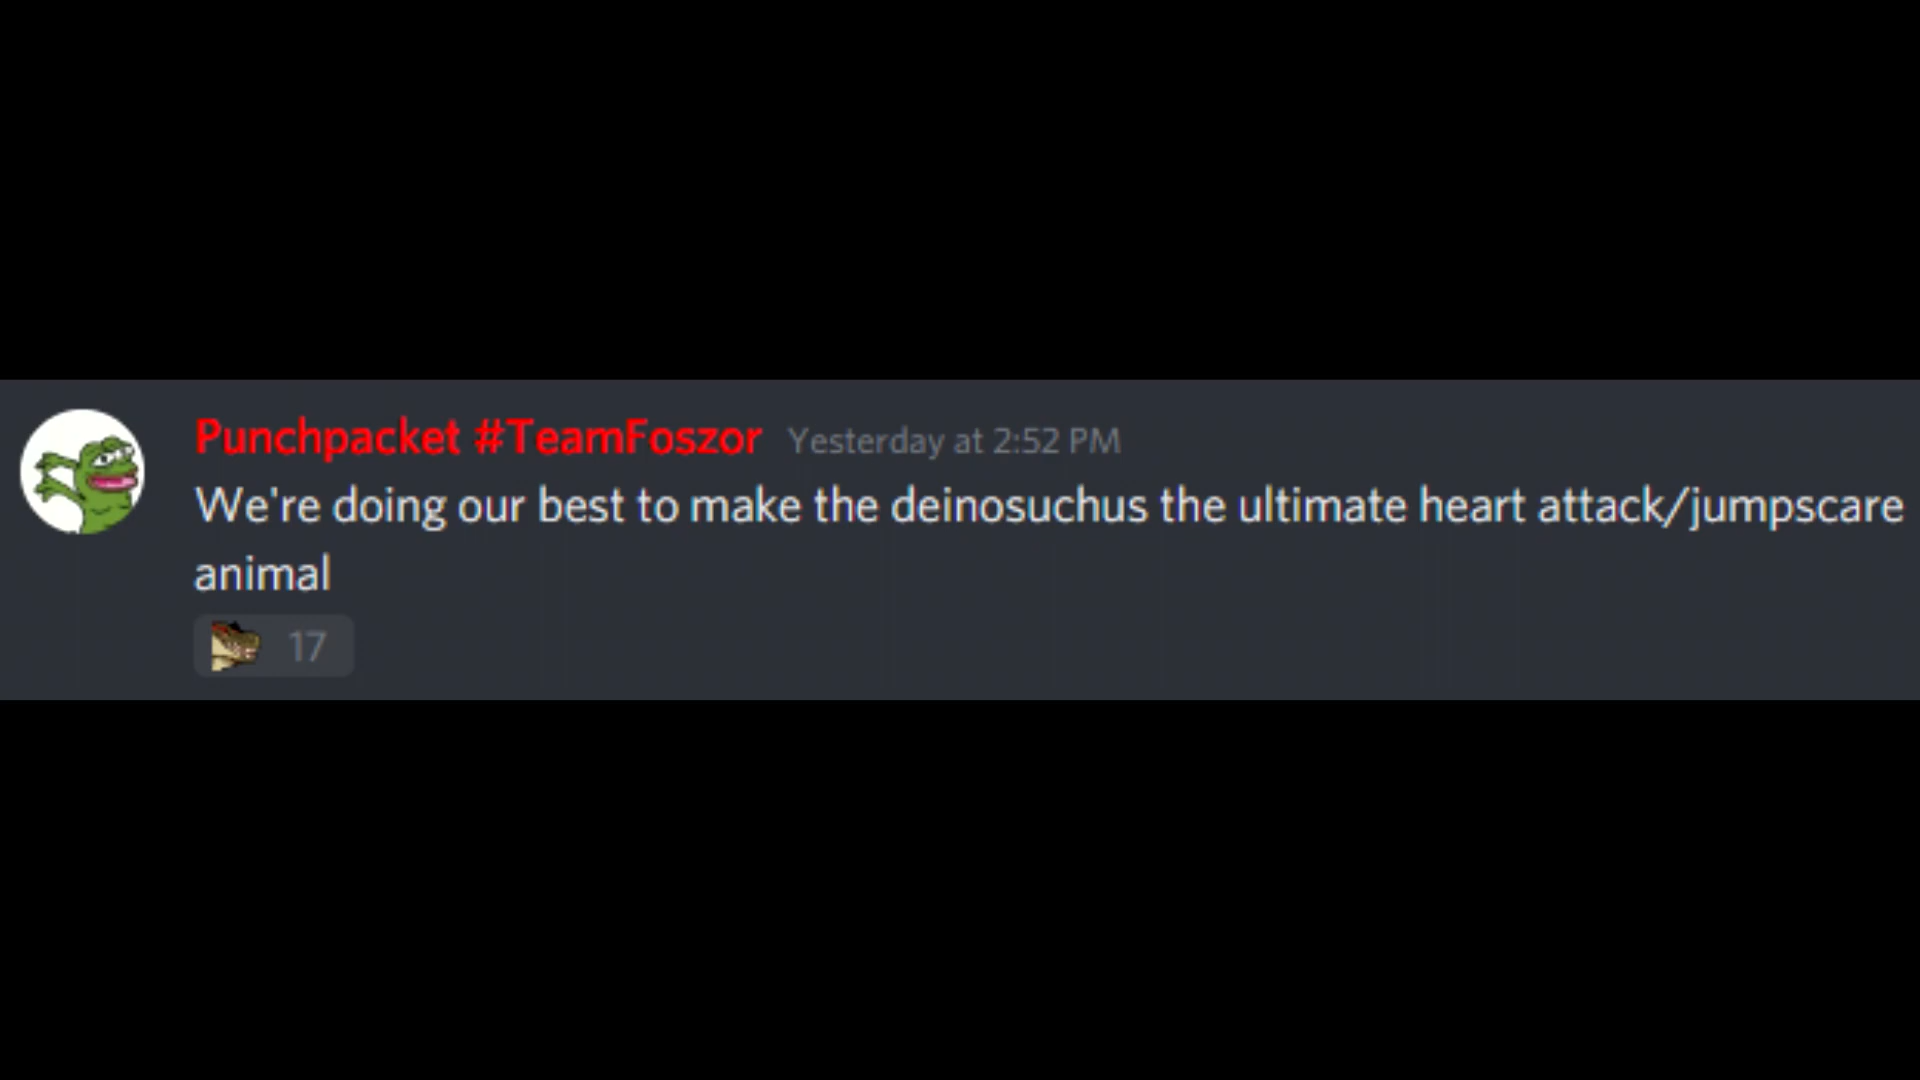 Punchpacket #TeamFoszor Yesterday at 2:52 PM
We're doing our best to make the deinosuchus the ultimate heart attack/jumpscare
animal
17